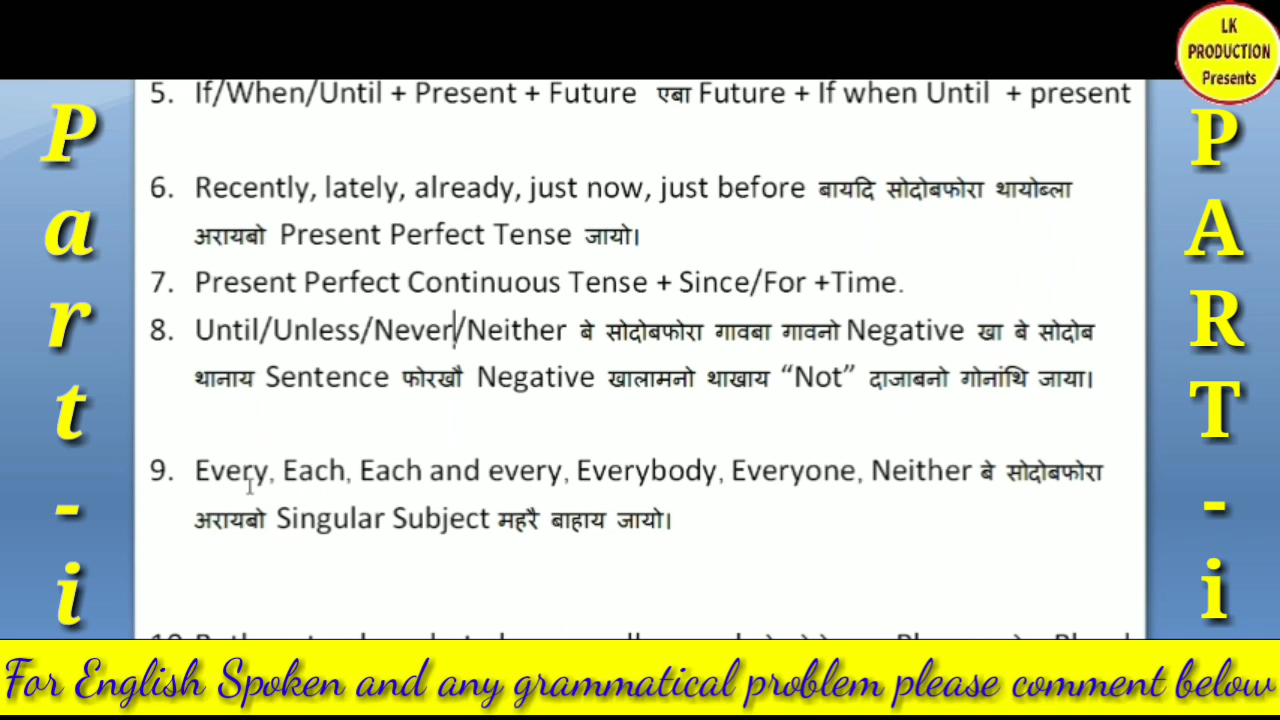 LK
PRODUCTION
Presents
P
a
r
t
-
i
5. If/When/Until + Present + Future एबा Future + If when Until + present
6. Recently, lately, already, just now, just before बायदि सोदोबफोरा थायोब्ला
अरायबो Present Perfect Tense जायो।
7. Present Perfect Continuous Tense + Since/For +Time.
8. Until/Unless/Never/Neither बे सोदोबफोरा गावबा गावनो Negative खा बे सोदोब
थानाय Sentence फोरखौ Negative खालामनो थाखाय “Not” दाजाबनो गोनांथि जाया।
9. Every, Each, Each and every, Everybody, Everyone, Neither बे सोदोबफोरा
अरायबो Singular Subject महरै बाहाय जायो।
P
A
R
T
-
i
For English Spoken and any grammatical problem please comment below